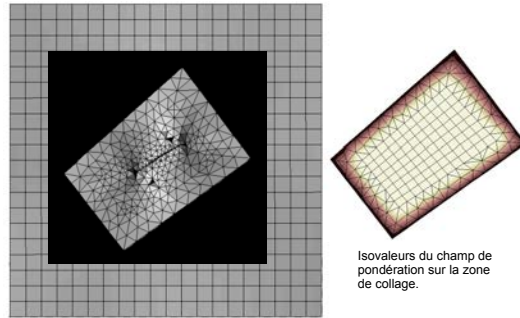 Isovaleurs du champ de
pondération sur la zone
de collage.